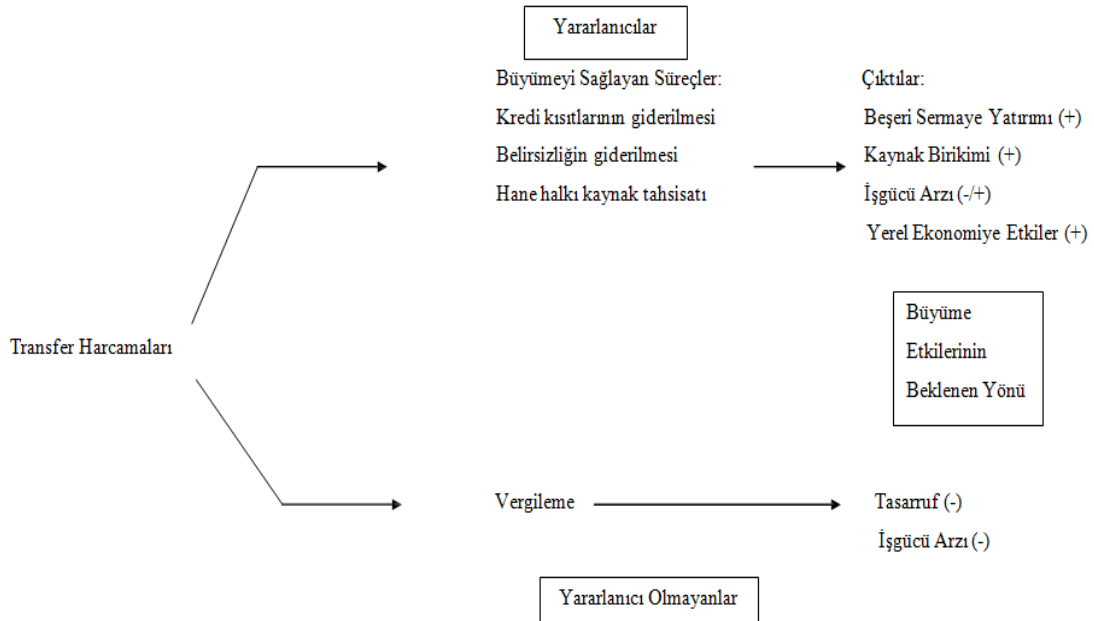 Yararlanıcılar
Büyümeyi Sağlayan Süreçler:
Kredi kısıtlarının giderilmesi
Belirsizliğin giderilmesi
Hane halkı kaynak tahsisatı
Çıktılar:
Beşeri Sermaye Yatırımı (+)
Kaynak Birikimi (+)
İşgücü Arzı (-/+)
Yerel Ekonomiye Etkiler (+)
Büyüme
Etkilerinin
Beklenen Yönü
Transfer Harcamaları
Vergileme
Tasarruf (-)
İşgücü Arzı (-)
Yararlanıcı Olmayanlar